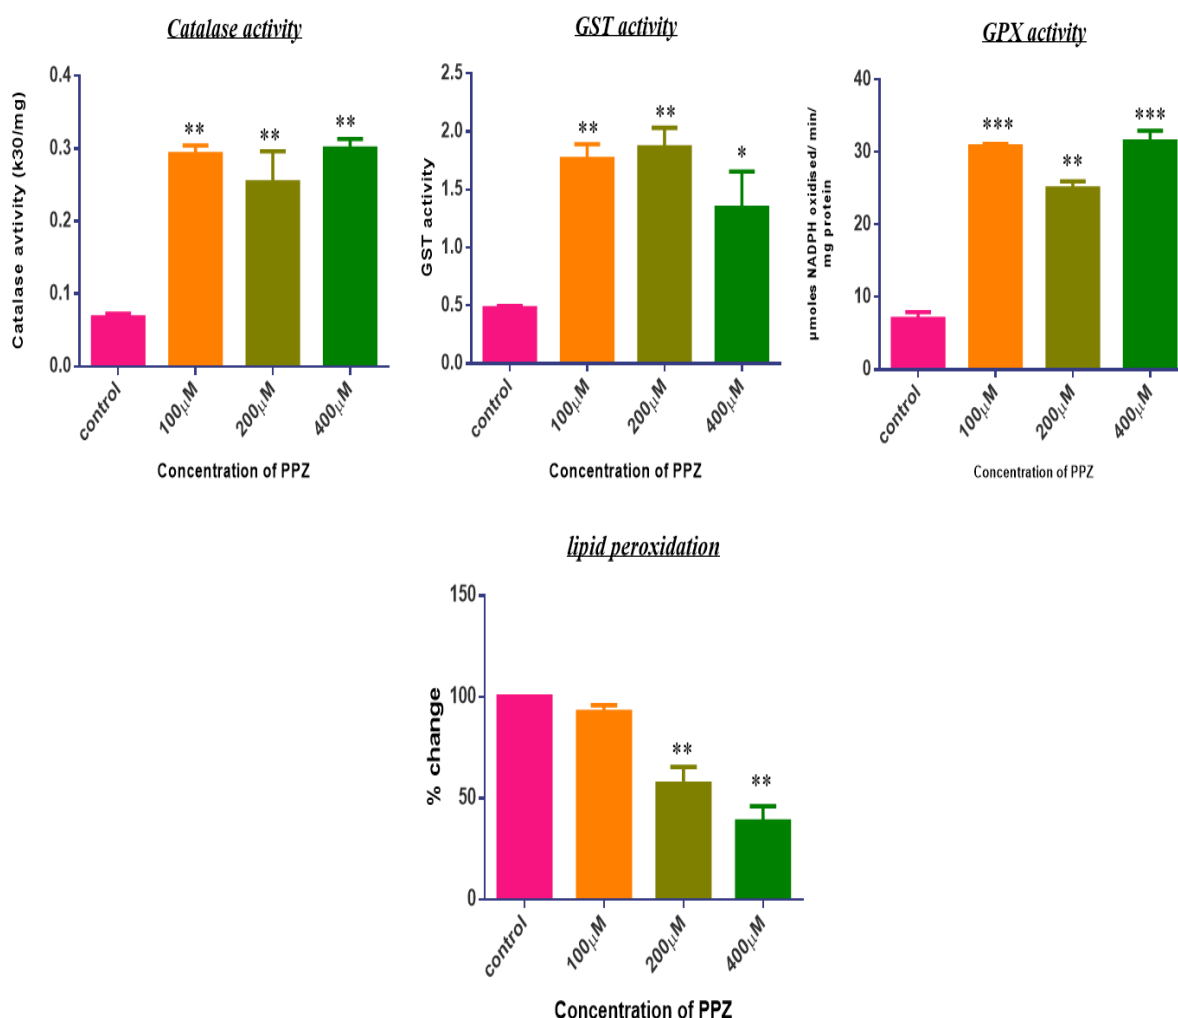 Catalase activity
Catalase avtivity (k30/mg)
0.4
0.3
0.2
0.1
0.0
**
**
**
control
100µM
200µM
400µM
Concentration of PPZ
GST activity
GST activity
2.5
2.0
1.5
1.0
0.5
0.0
**
**
*
control
100µM
200µM
400µM
Concentration of PPZ
GPX activity
µmoles NADPH oxidised/ min/
mg protein
40
30
20
10
0
***
**
***
control
100µM
200µM
400µM
Concentration of PPZ
lipid peroxidation
% change
150
100
50
0
**
**
control
100µM
200µM
400µM
Concentration of PPZ